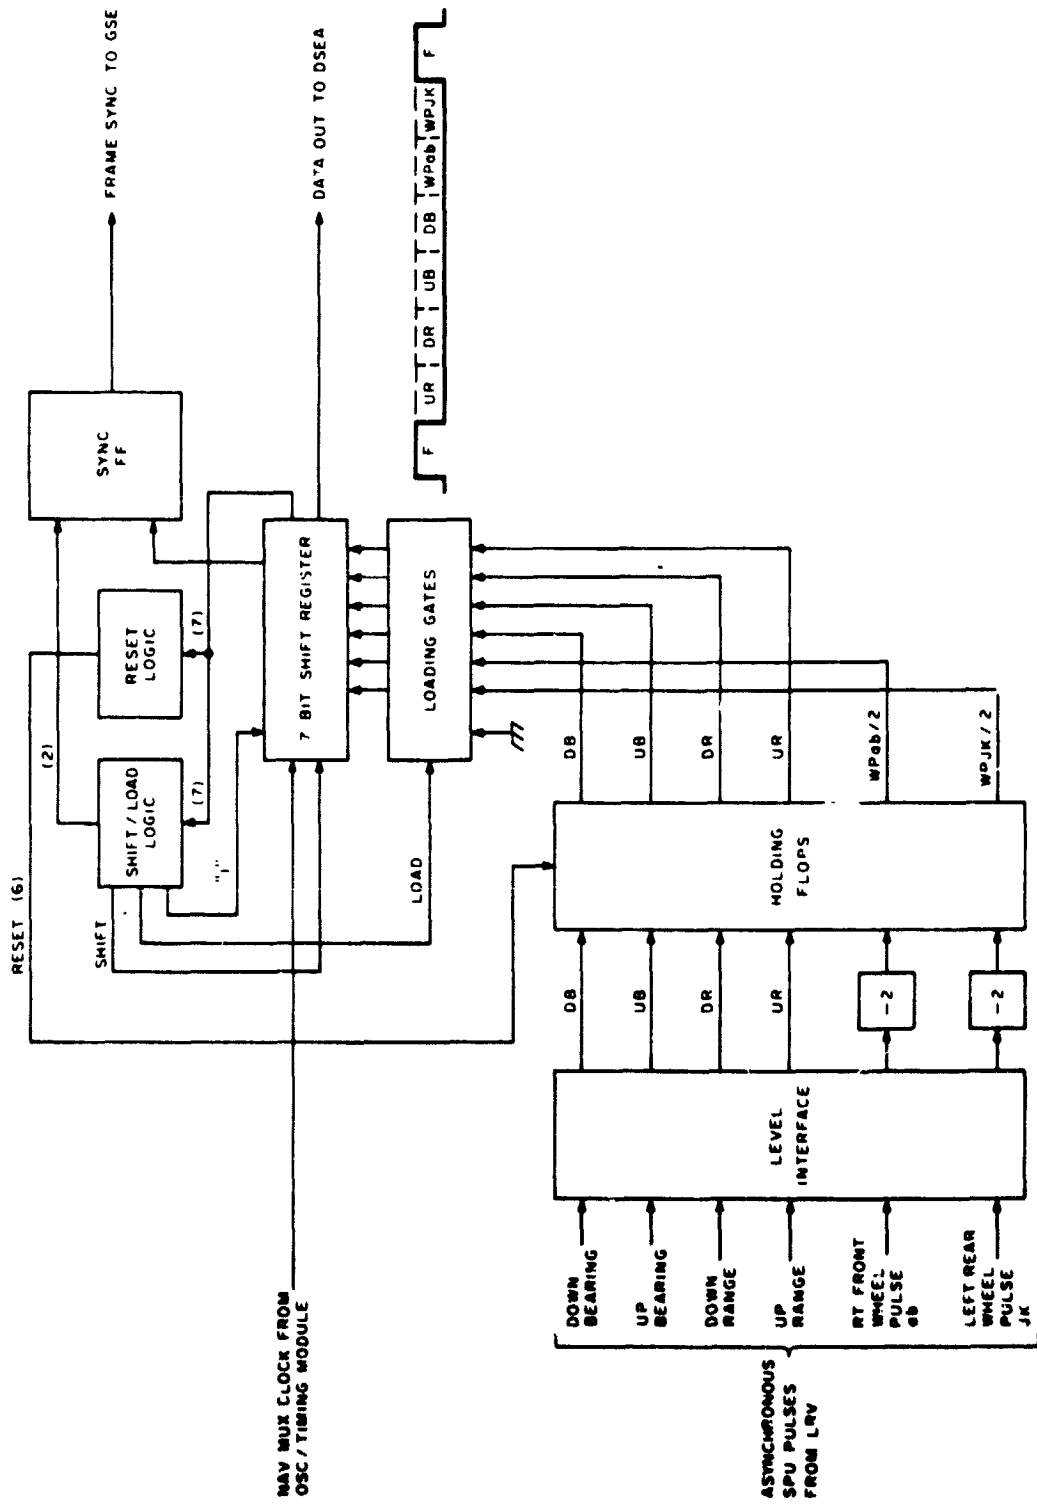 RESET (6)
(2)
SHIFT
SHIFT / LOAD
LOGIC
RESET
LOGIC
SYNC
FF
FRAME SYNC TO GSE
(7)
(7)
"1"
NAV MUX CLOCK FROM
OSC / TIMING MODULE
7 BIT SHIFT REGISTER
DATA OUT TO DSEA
LOAD
LOADING GATES
F
UR
DR
UB
DB
WPab
WPJK
F
ASYNCHRONOUS
SPU PULSES
FROM LRV
DOWN
BEARING
UP
BEARING
DOWN
RANGE
UP
RANGE
RT FRONT
WHEEL
PULSE
ab
LEFT REAR
WHEEL
PULSE
JK
LEVEL
INTERFACE
DB
UB
DR
UR
-2
-2
HOLDING
FLOPS
DB
UB
DR
UR
WPab/2
WPJK/2